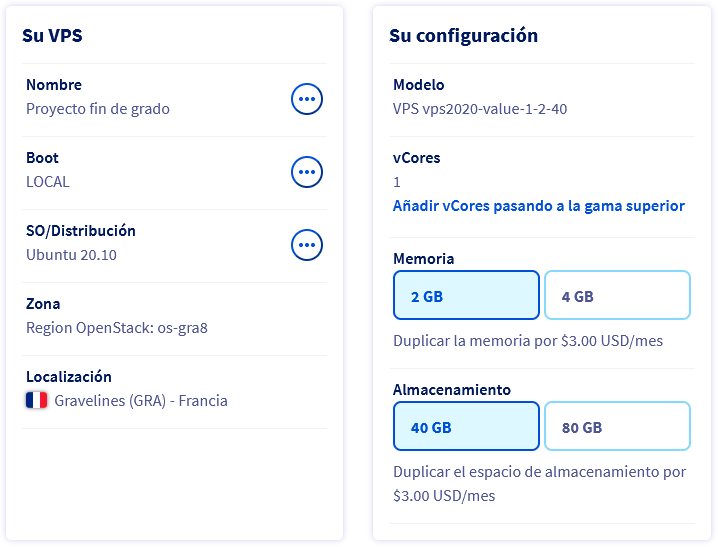 Su VPS
Nombre
Proyecto fin de grado
Boot
LOCAL
SO/Distribución
Ubuntu 20.10
Zona
Region OpenStack: os-gra8
Localización
Gravelines (GRA) - Francia
Su configuración
Modelo
VPS vps2020-value-1-2-40
vCores
1
Añadir vCores pasando a la gama superior
Memoria
2 GB
4 GB
Duplicar la memoria por $3.00 USD/mes
Almacenamiento
40 GB
80 GB
Duplicar el espacio de almacenamiento por
$3.00 USD/mes